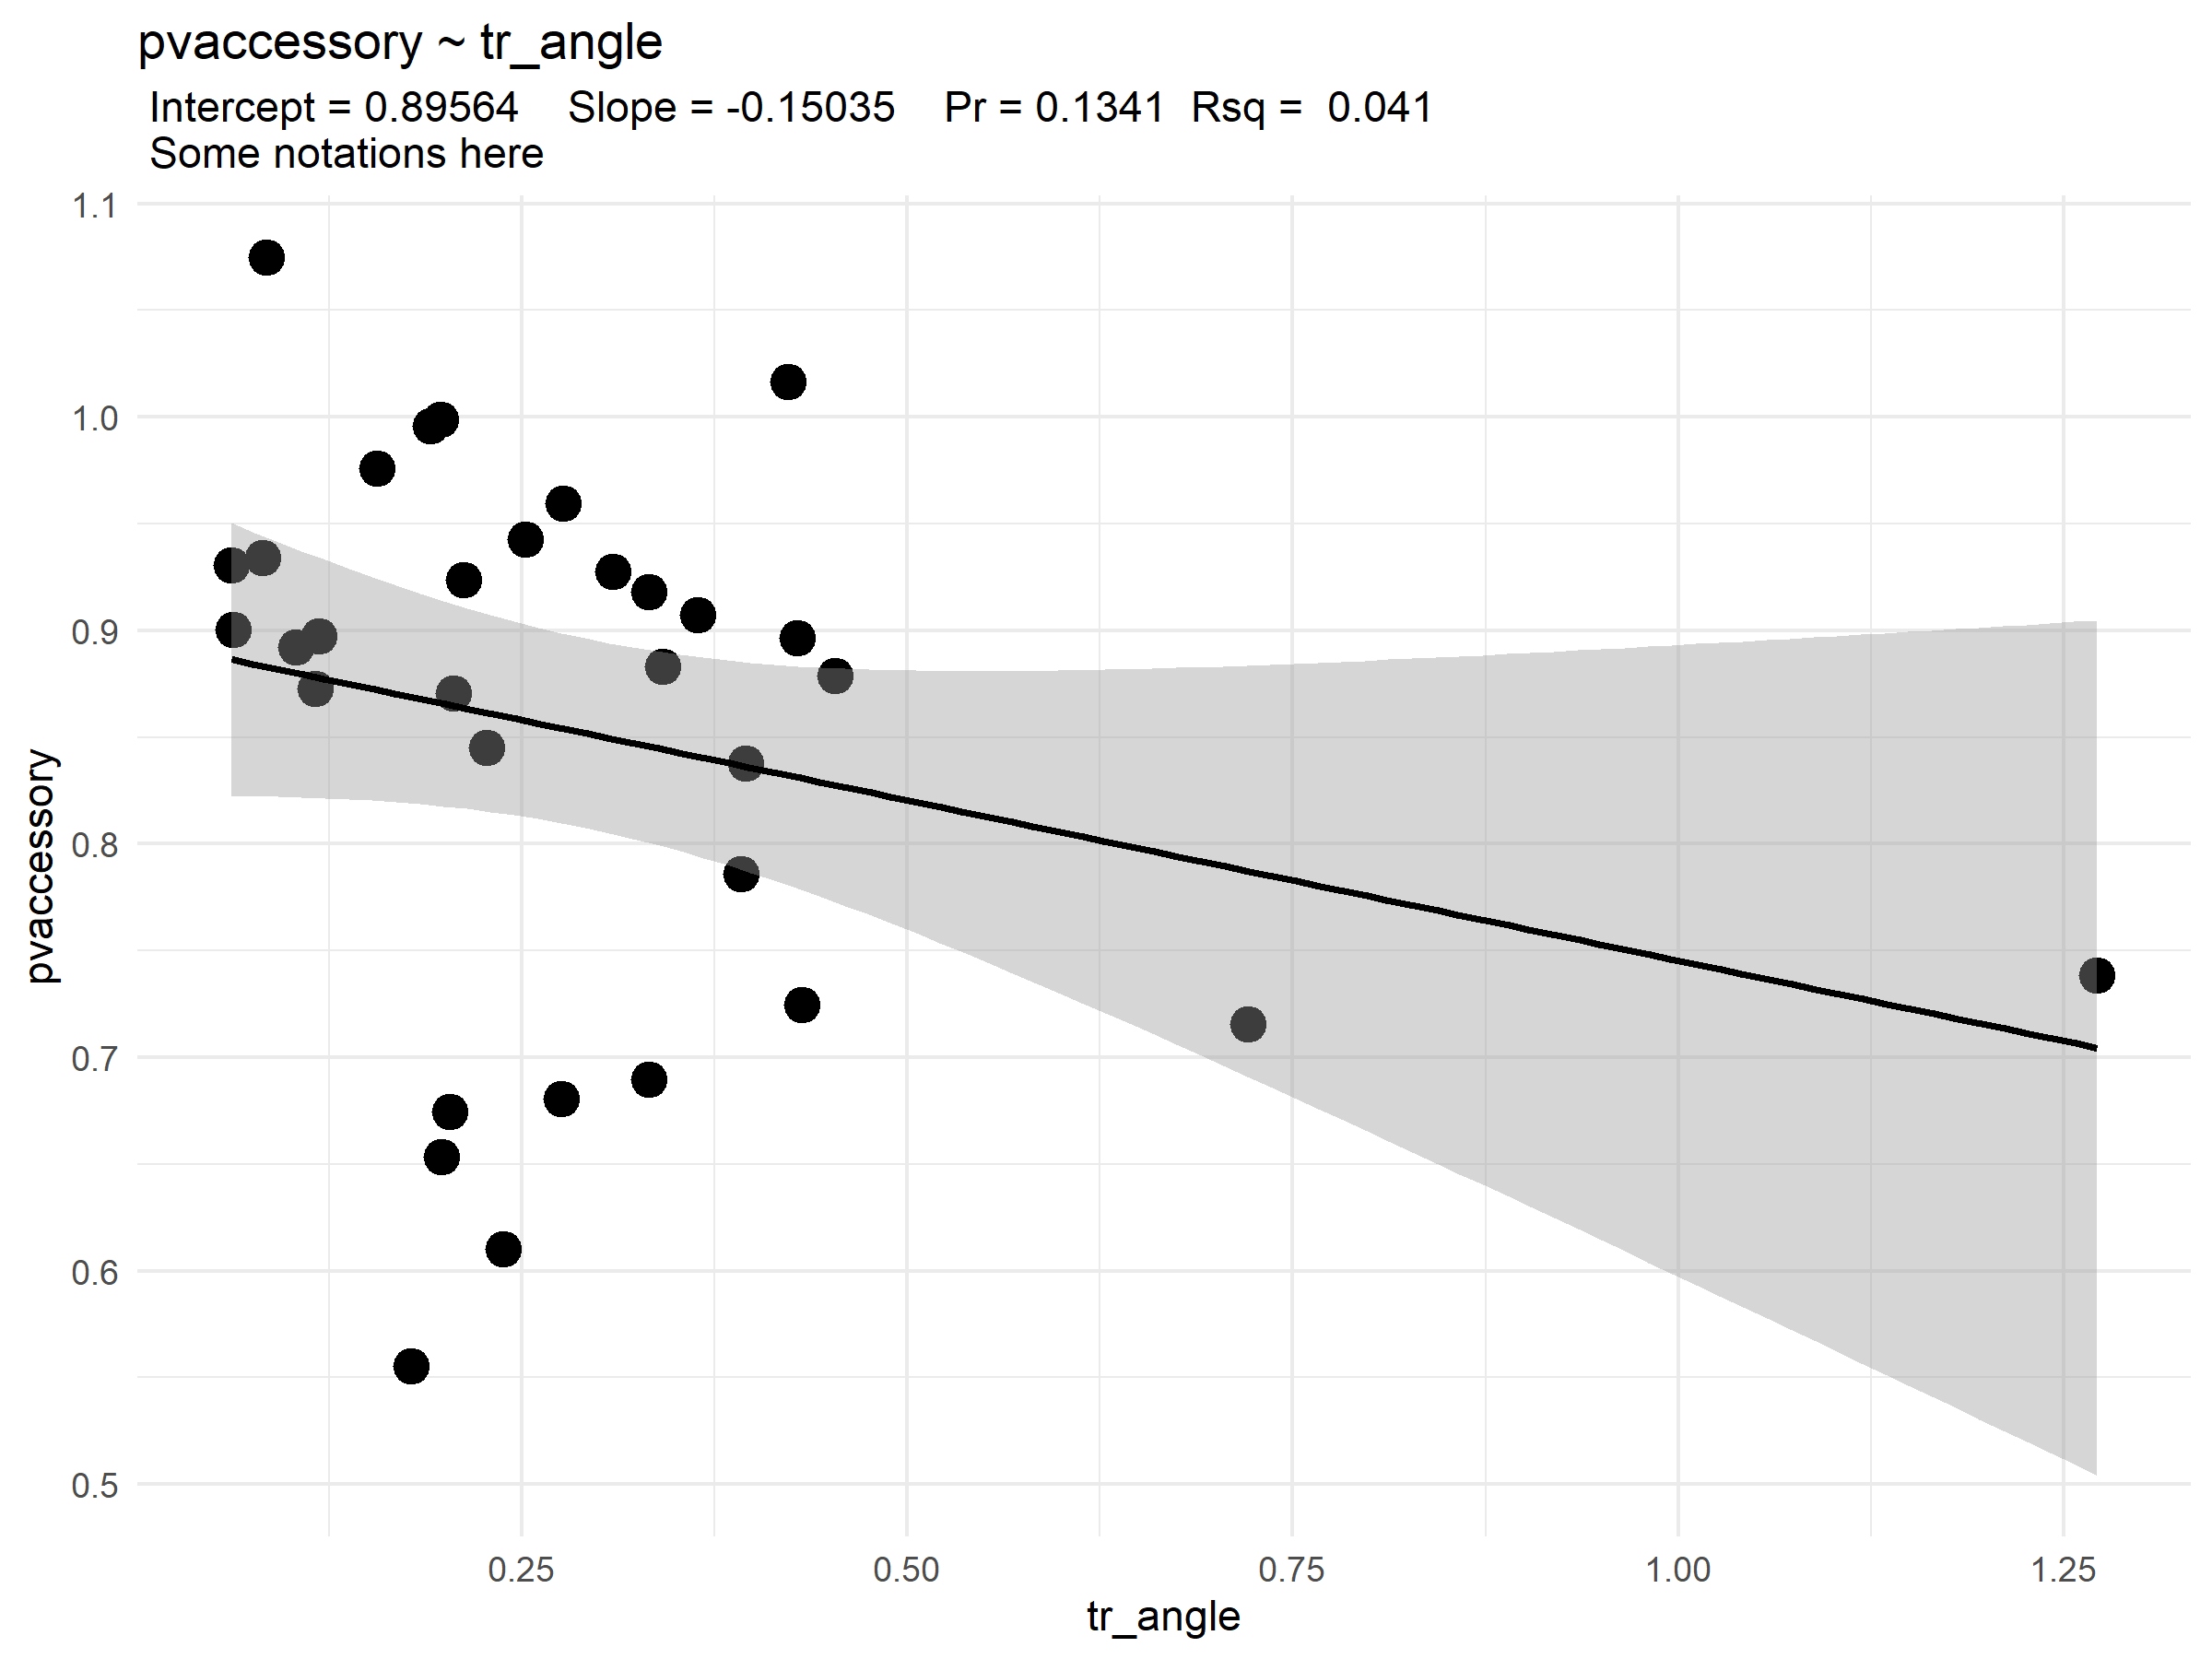 pvaccessory ~ tr_angle
Intercept = 0.89564 Slope = -0.15035 Pr = 0.1341 Rsq = 0.041
Some notations here
1.1
1.0
0.9
0.8
0.7
0.6
0.5
pvaccessory
0.25 0.50 0.75 1.00 1.25
tr_angle